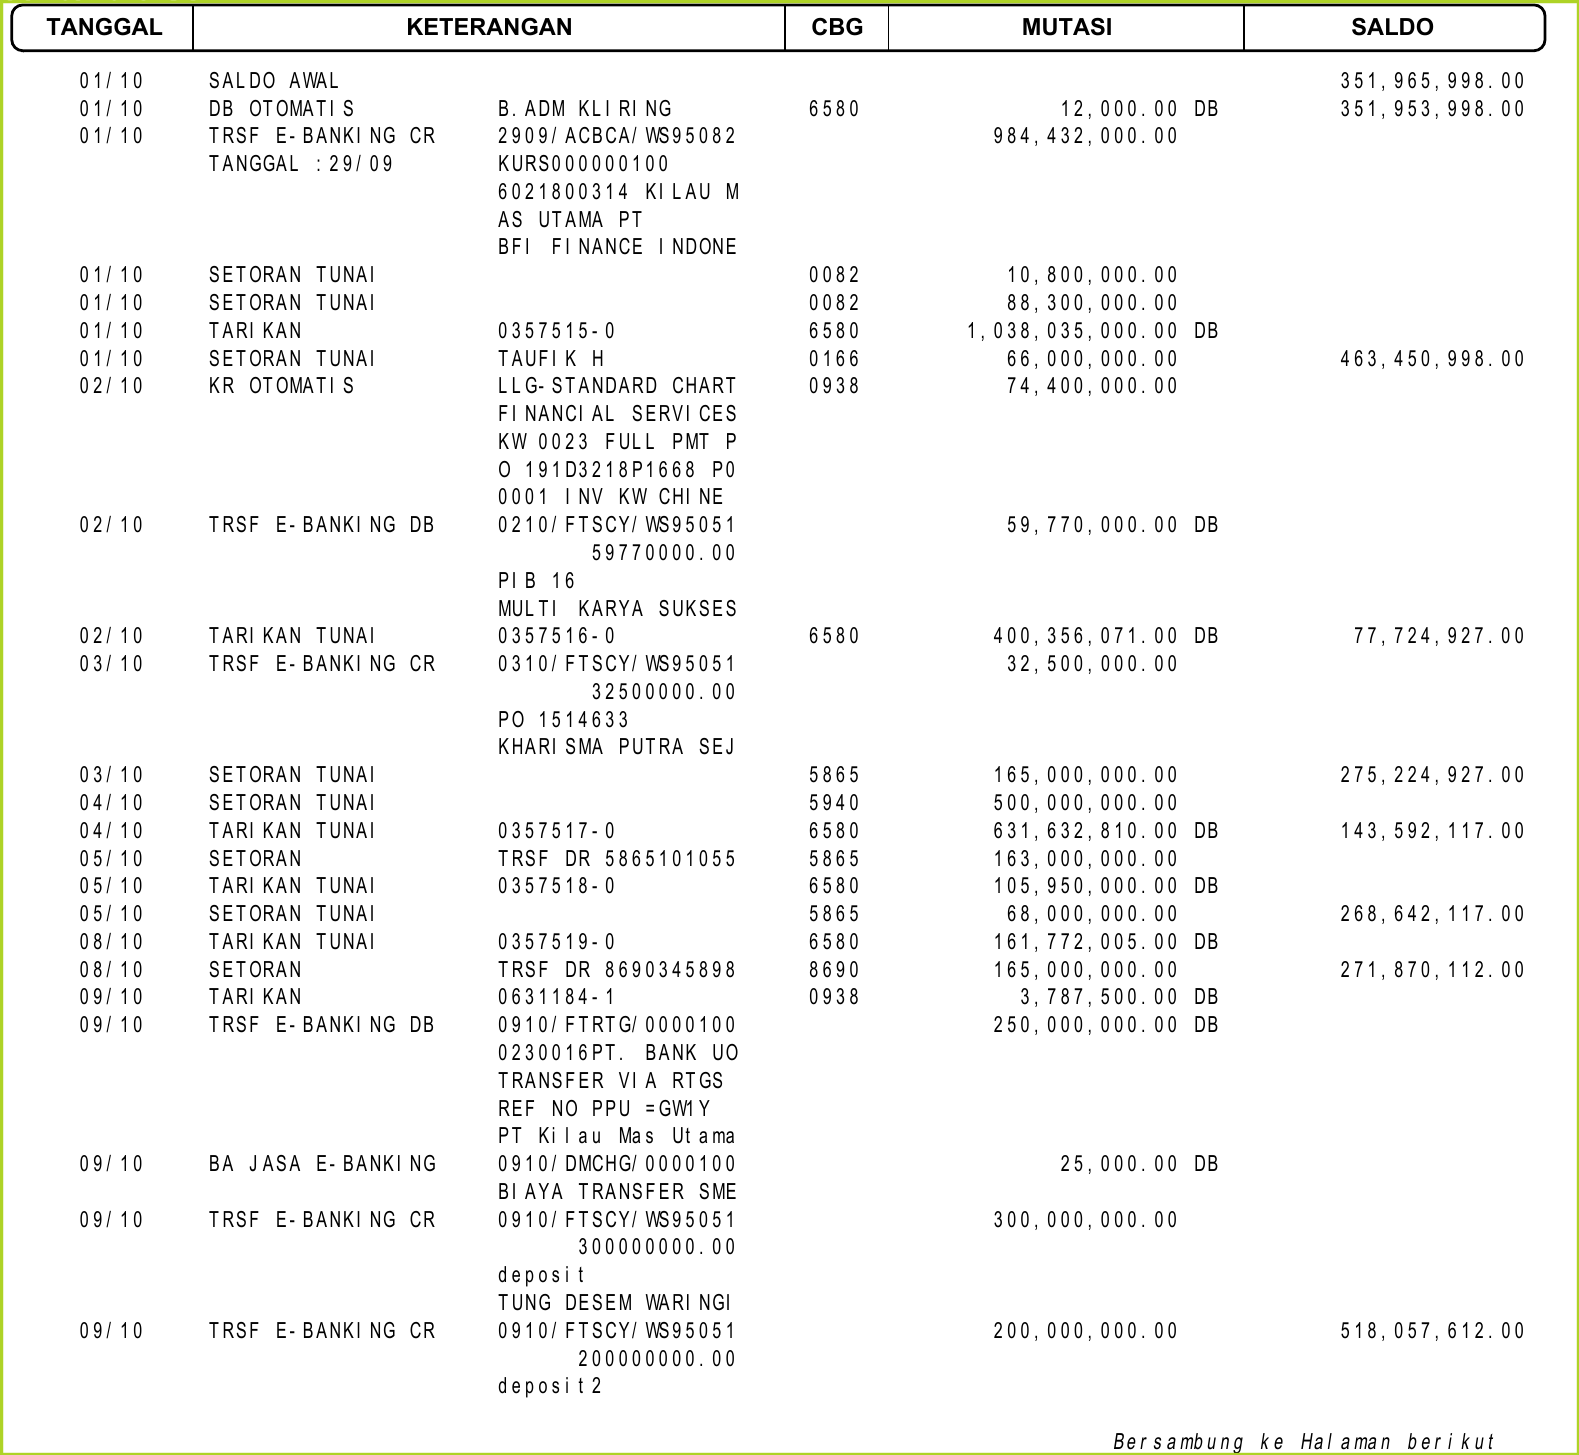 TANGGAL KETERANGAN CBG MUTASI SALDO
01/10 SALDO AWAL 351,965,998.00
01/10 DB OTOMATIS B.ADM KLIRING 6580 12,000.00 DB 351,953,998.00
01/10 TRSF E-BANKING CR 2909/ACBCA/WS95082 984,432,000.00
TANGGAL :29/09 KURS000000100
6021800314 KILAU M
AS UTAMA PT
BFI FINANCE INDONE
01/10 SETORAN TUNAI 0082 10,800,000.00
01/10 SETORAN TUNAI 0082 88,300,000.00
01/10 TARIKAN 0357515-0 6580 1,038,035,000.00 DB
01/10 SETORAN TUNAI TAUFIK H 0166 66,000,000.00 463,450,998.00
02/10 KR OTOMATIS LLG-STANDARD CHART 0938 74,400,000.00
FINANCIAL SERVICES
KW 0023 FULL PMT P
O 191D3218P1668 P0
0001 INV KW CHINE
02/10 TRSF E-BANKING DB 0210/FTSCY/WS95051 59,770,000.00 DB
59770000.00
PIB 16
MULTI KARYA SUKSES
02/10 TARIKAN TUNAI 0357516-0 6580 400,356,071.00 DB 77,724,927.00
03/10 TRSF E-BANKING CR 0310/FTSCY/WS95051 32,500,000.00
32500000.00
PO 1514633
KHARISMA PUTRA SEJ
03/10 SETORAN TUNAI 5865 165,000,000.00 275,224,927.00
04/10 SETORAN TUNAI 5940 500,000,000.00
04/10 TARIKAN TUNAI 0357517-0 6580 631,632,810.00 DB 143,592,117.00
05/10 SETORAN TRSF DR 5865101055 5865 163,000,000.00
05/10 TARIKAN TUNAI 0357518-0 6580 105,950,000.00 DB
05/10 SETORAN TUNAI 5865 68,000,000.00 268,642,117.00
08/10 TARIKAN TUNAI 0357519-0 6580 161,772,005.00 DB
08/10 SETORAN TRSF DR 8690345898 8690 165,000,000.00 271,870,112.00
09/10 TARIKAN 0631184-1 0938 3,787,500.00 DB
09/10 TRSF E-BANKING DB 0910/FTRTG/0000100 250,000,000.00 DB
0230016PT. BANK UO
TRANSFER VIA RTGS
REF NO PPU =GW1Y
PT Kilau Mas Utama
09/10 BA JASA E-BANKING 0910/DMCHG/0000100 25,000.00 DB
BIAYA TRANSFER SME
09/10 TRSF E-BANKING CR 0910/FTSCY/WS95051 300,000,000.00
300000000.00
deposit
TUNG DESEM WARINGI
09/10 TRSF E-BANKING CR 0910/FTSCY/WS95051 200,000,000.00 518,057,612.00
200000000.00
deposit2
Bersambung ke Halaman berikut